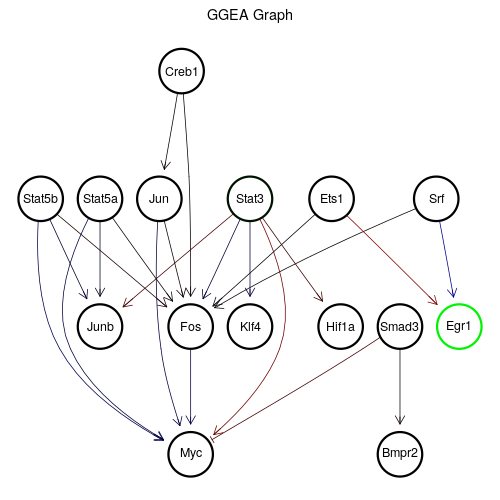 GGEA Graph
Creb1
Stat5b Stat5a Jun Stat3 Ets1 Srf
Junb Fos Klf4 Hif1a Smad3 Egr1
Myc Bmpr2